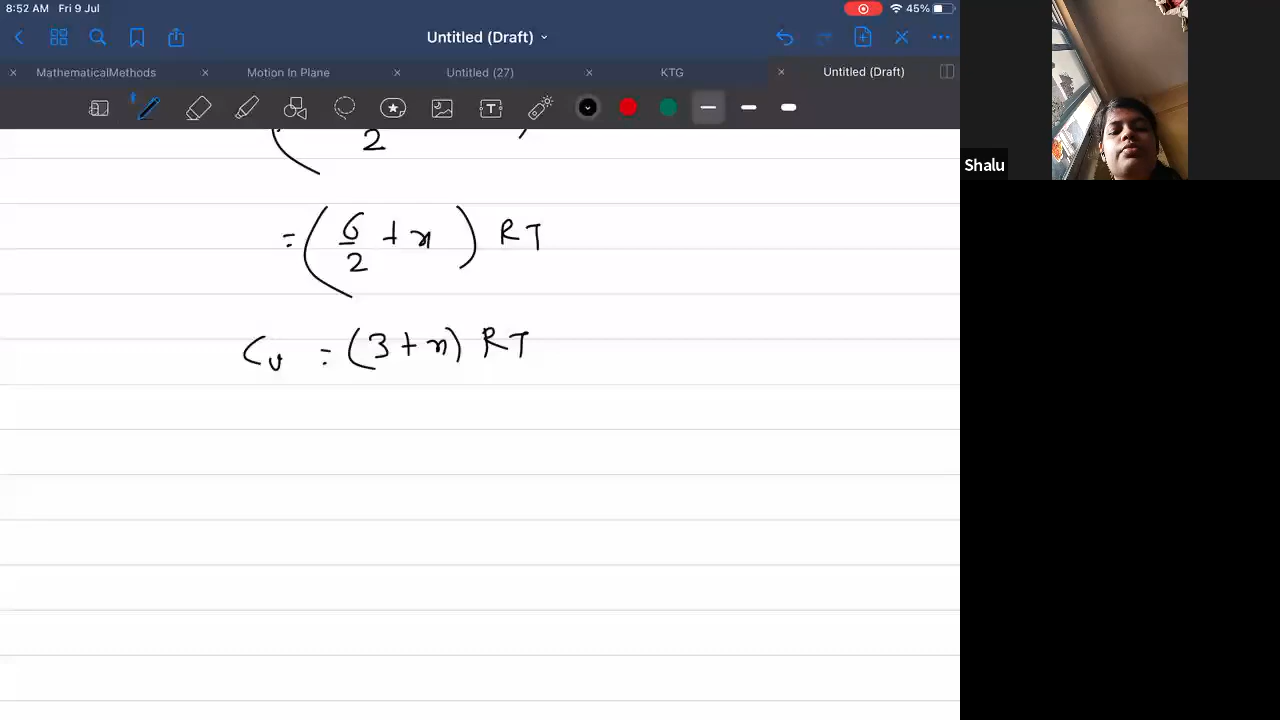 8:52 AM Fri 9 Jul
45%
Untitled (Draft)
MathematicalMethods
Motion In Plane
Untitled (27)
KTG
Untitled (Draft)
T
Shalu
2
= (6/2 + n) RT
Cv = (3 + n) RT